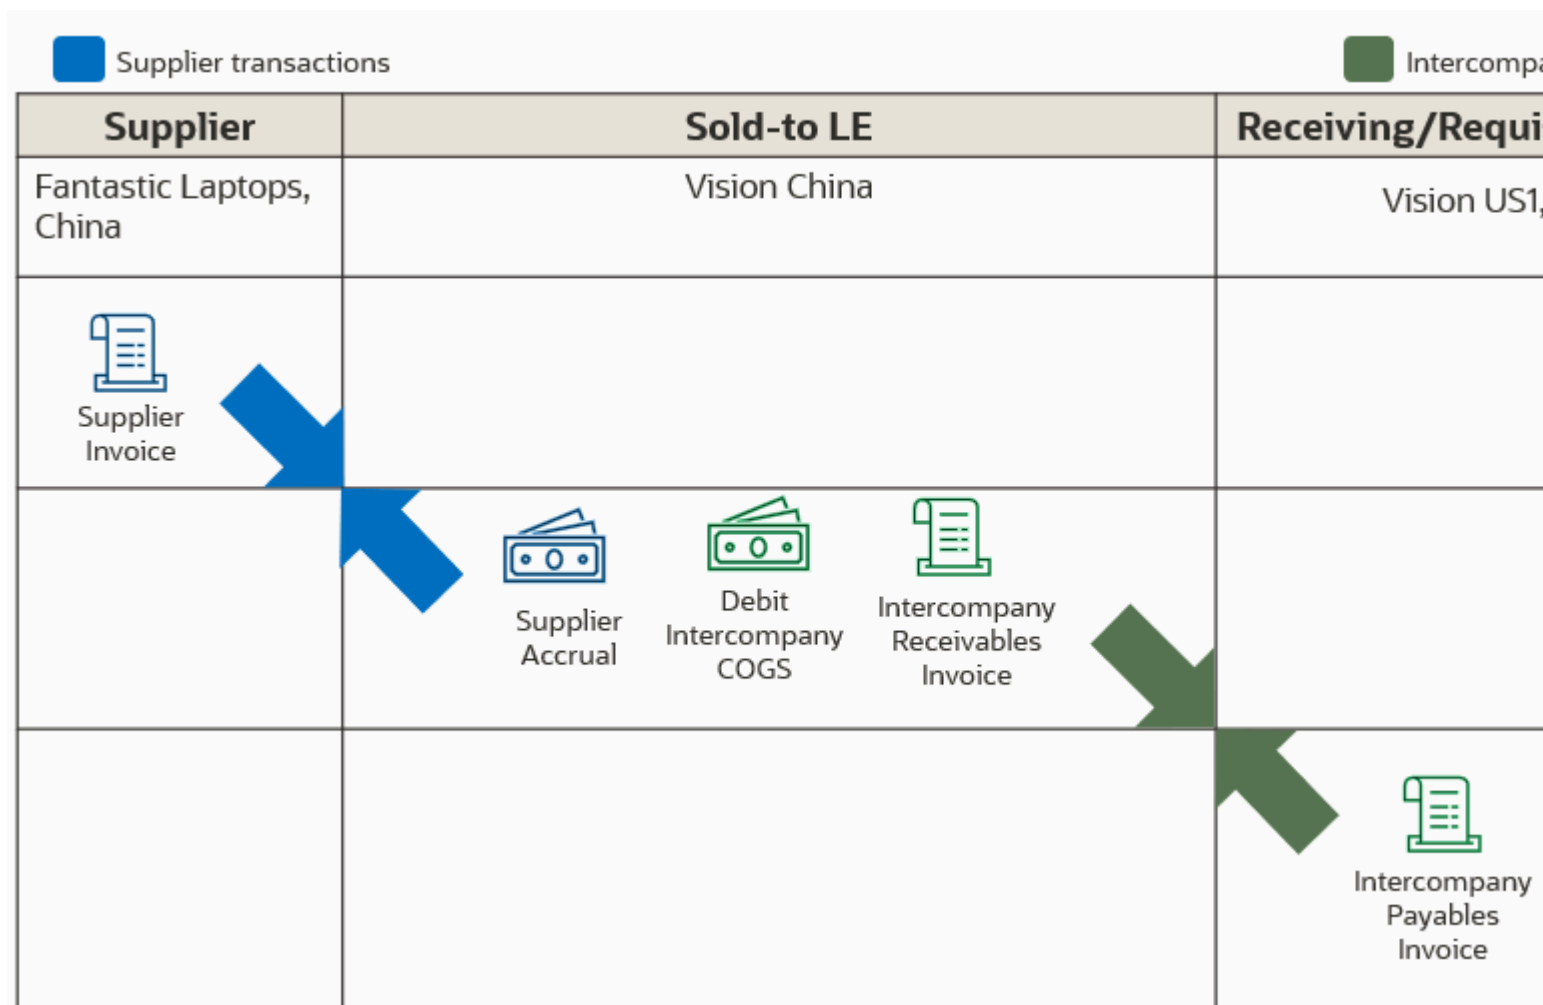 Supplier transactions
Intercompa
Supplier
Sold-to LE
Receiving/Requi
Fantastic Laptops,
China
Vision China
Vision US1,
Supplier
Invoice
Supplier
Accrual
Debit
Intercompany
COGS
Intercompany
Receivables
Invoice
Intercompany
Payables
Invoice